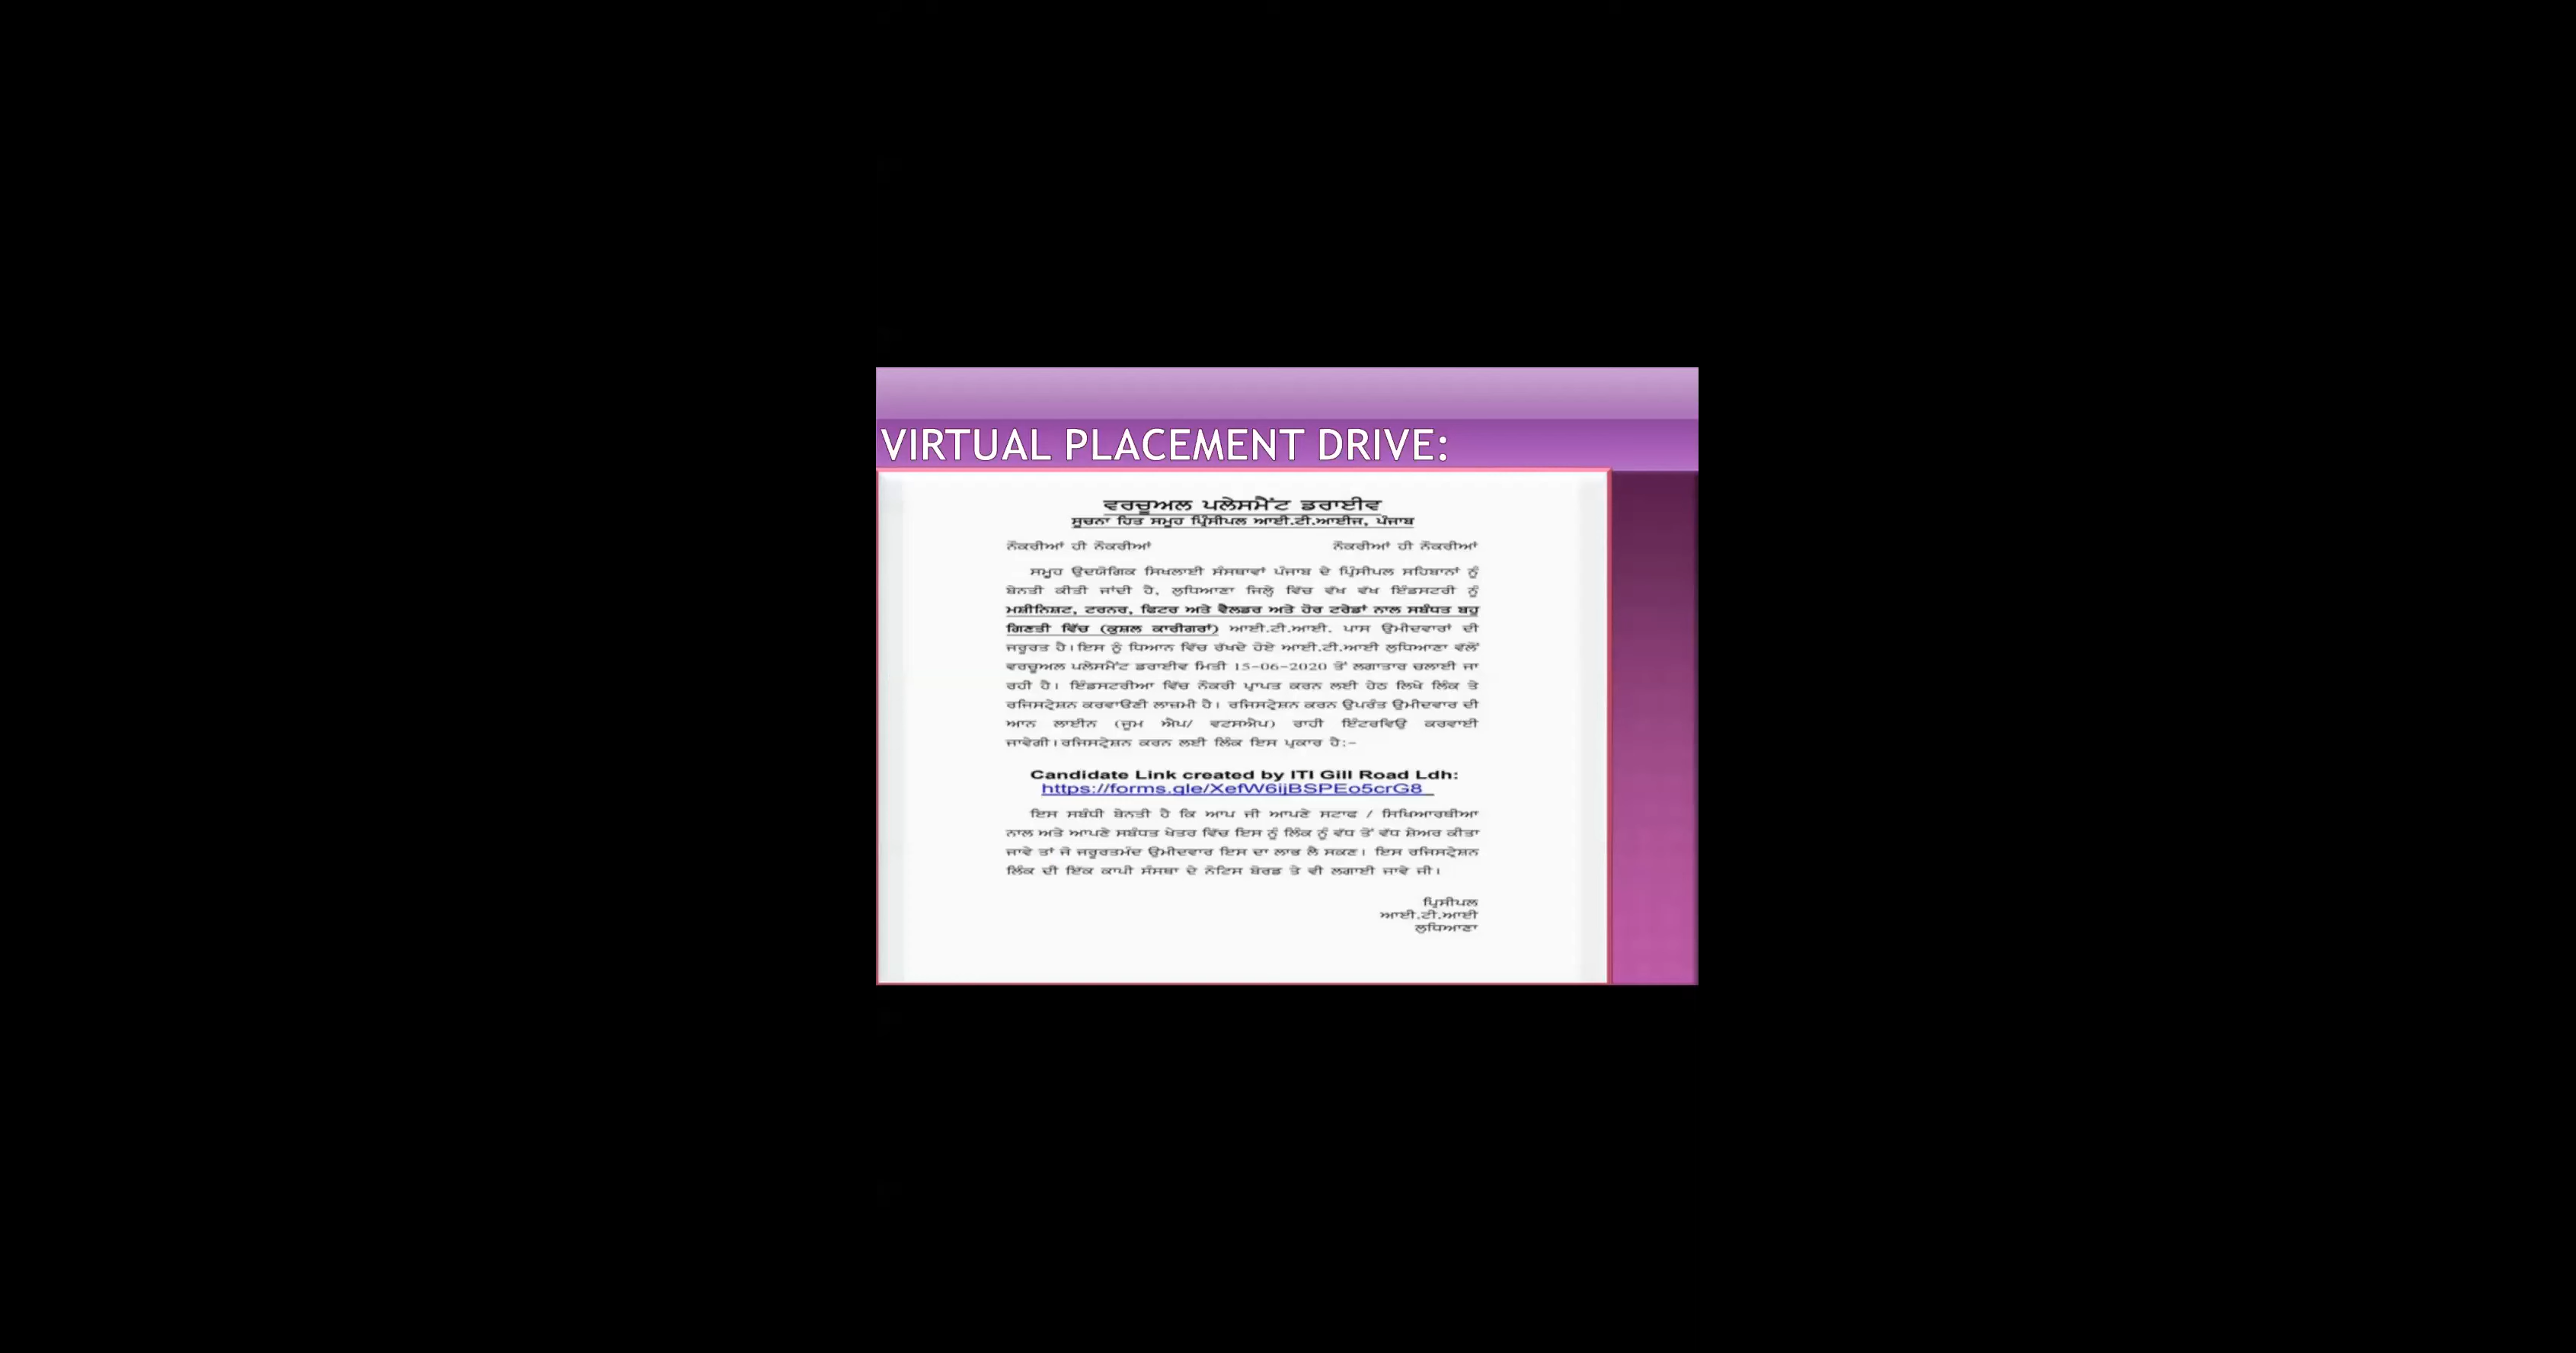 VIRTUAL PLACEMENT DRIVE:
ਵਰਚੂਅਲ ਪਲੇਸਮੈਂਟ ਡਰਾਈਵ
ਸੂਚਨਾ ਹਿਤ ਸਮੂਹ ਪ੍ਰਿੰਸੀਪਲ ਆਈ.ਟੀ.ਆਈਜ, ਪੰਜਾਬ
ਨੌਕਰੀਆਂ ਹੀ ਨੌਕਰੀਆਂ ਨੌਕਰੀਆਂ ਹੀ ਨੌਕਰੀਆਂ
ਸਮੂਹ ਉਦਯੋਗਿਕ ਸਿਖਲਾਈ ਸੰਸਥਾਵਾਂ ਪੰਜਾਬ ਦੇ ਪ੍ਰਿੰਸੀਪਲ ਸਹਿਬਾਨਾਂ ਨੂੰ
ਬੇਨਤੀ ਕੀਤੀ ਜਾਂਦੀ ਹੈ, ਲੁਧਿਆਣਾ ਜਿਲ੍ਹੇ ਵਿੱਚ ਵੱਖ ਵੱਖ ਇੰਡਸਟਰੀ ਨੂੰ
ਮਸ਼ੀਨਿਸ਼ਟ, ਟਰਨਰ, ਫਿਟਰ ਅਤੇ ਵੈਲਡਰ ਅਤੇ ਹੋਰ ਟਰੇਡਾਂ ਨਾਲ ਸਬੰਧਤ ਬਹੁ
ਗਿਣਤੀ ਵਿੱਚ (ਕੁਸ਼ਲ ਕਾਰੀਗਰਾਂ) ਆਈ.ਟੀ.ਆਈ. ਪਾਸ ਉਮੀਦਵਾਰਾਂ ਦੀ
ਜਰੂਰਤ ਹੈ। ਇਸ ਨੂੰ ਧਿਆਨ ਵਿੱਚ ਰੱਖਦੇ ਹੋਏ ਆਈ.ਟੀ.ਆਈ ਲੁਧਿਆਣਾ ਵੱਲੋਂ
ਵਰਚੂਅਲ ਪਲੇਸਮੈਂਟ ਡਰਾਈਵ ਮਿਤੀ 15-06-2020 ਤੋਂ ਲਗਾਤਾਰ ਚਲਾਈ ਜਾ
ਰਹੀ ਹੈ। ਇੰਡਸਟਰੀਆ ਵਿੱਚ ਨੌਕਰੀ ਪ੍ਰਾਪਤ ਕਰਨ ਲਈ ਹੇਠ ਲਿਖੇ ਲਿੰਕ ਤੇ
ਰਜਿਸਟ੍ਰੇਸ਼ਨ ਕਰਵਾਉਣੀ ਲਾਜ਼ਮੀ ਹੈ। ਰਜਿਸਟ੍ਰੇਸ਼ਨ ਕਰਨ ਉਪਰੰਤ ਉਮੀਦਵਾਰ ਦੀ
ਆਨ ਲਾਈਨ (ਜੂਮ ਐਪ/ ਵਟਸਐਪ) ਰਾਹੀ ਇੰਟਰਵਿਊ ਕਰਵਾਈ
ਜਾਵੇਗੀ। ਰਜਿਸਟ੍ਰੇਸ਼ਨ ਕਰਨ ਲਈ ਲਿੰਕ ਇਸ ਪ੍ਰਕਾਰ ਹੈ:-
Candidate Link created by ITI Gill Road Ldh:
https://forms.gle/XefW6ijBSPEo5crG8
ਇਸ ਸਬੰਧੀ ਬੇਨਤੀ ਹੈ ਕਿ ਆਪ ਜੀ ਆਪਣੇ ਸਟਾਫ / ਸਿਖਿਆਰਥੀਆ
ਨਾਲ ਅਤੇ ਆਪਣੇ ਸਬੰਧਤ ਖੇਤਰ ਵਿੱਚ ਇਸ ਨੂੰ ਲਿੰਕ ਨੂੰ ਵੱਧ ਤੋਂ ਵੱਧ ਸ਼ੇਅਰ ਕੀਤਾ
ਜਾਵੇ ਤਾਂ ਜੋ ਜਰੂਰਤਮੰਦ ਉਮੀਦਵਾਰ ਇਸ ਦਾ ਲਾਭ ਲੈ ਸਕਣ। ਇਸ ਰਜਿਸਟ੍ਰੇਸ਼ਨ
ਲਿੰਕ ਦੀ ਇੱਕ ਕਾਪੀ ਸੰਸਥਾ ਦੇ ਨੋਟਿਸ ਬੋਰਡ ਤੇ ਵੀ ਲਗਾਈ ਜਾਵੇ ਜੀ।
ਪ੍ਰਿਸੀਪਲ
ਆਈ.ਟੀ.ਆਈ
ਲੁਧਿਆਣਾ